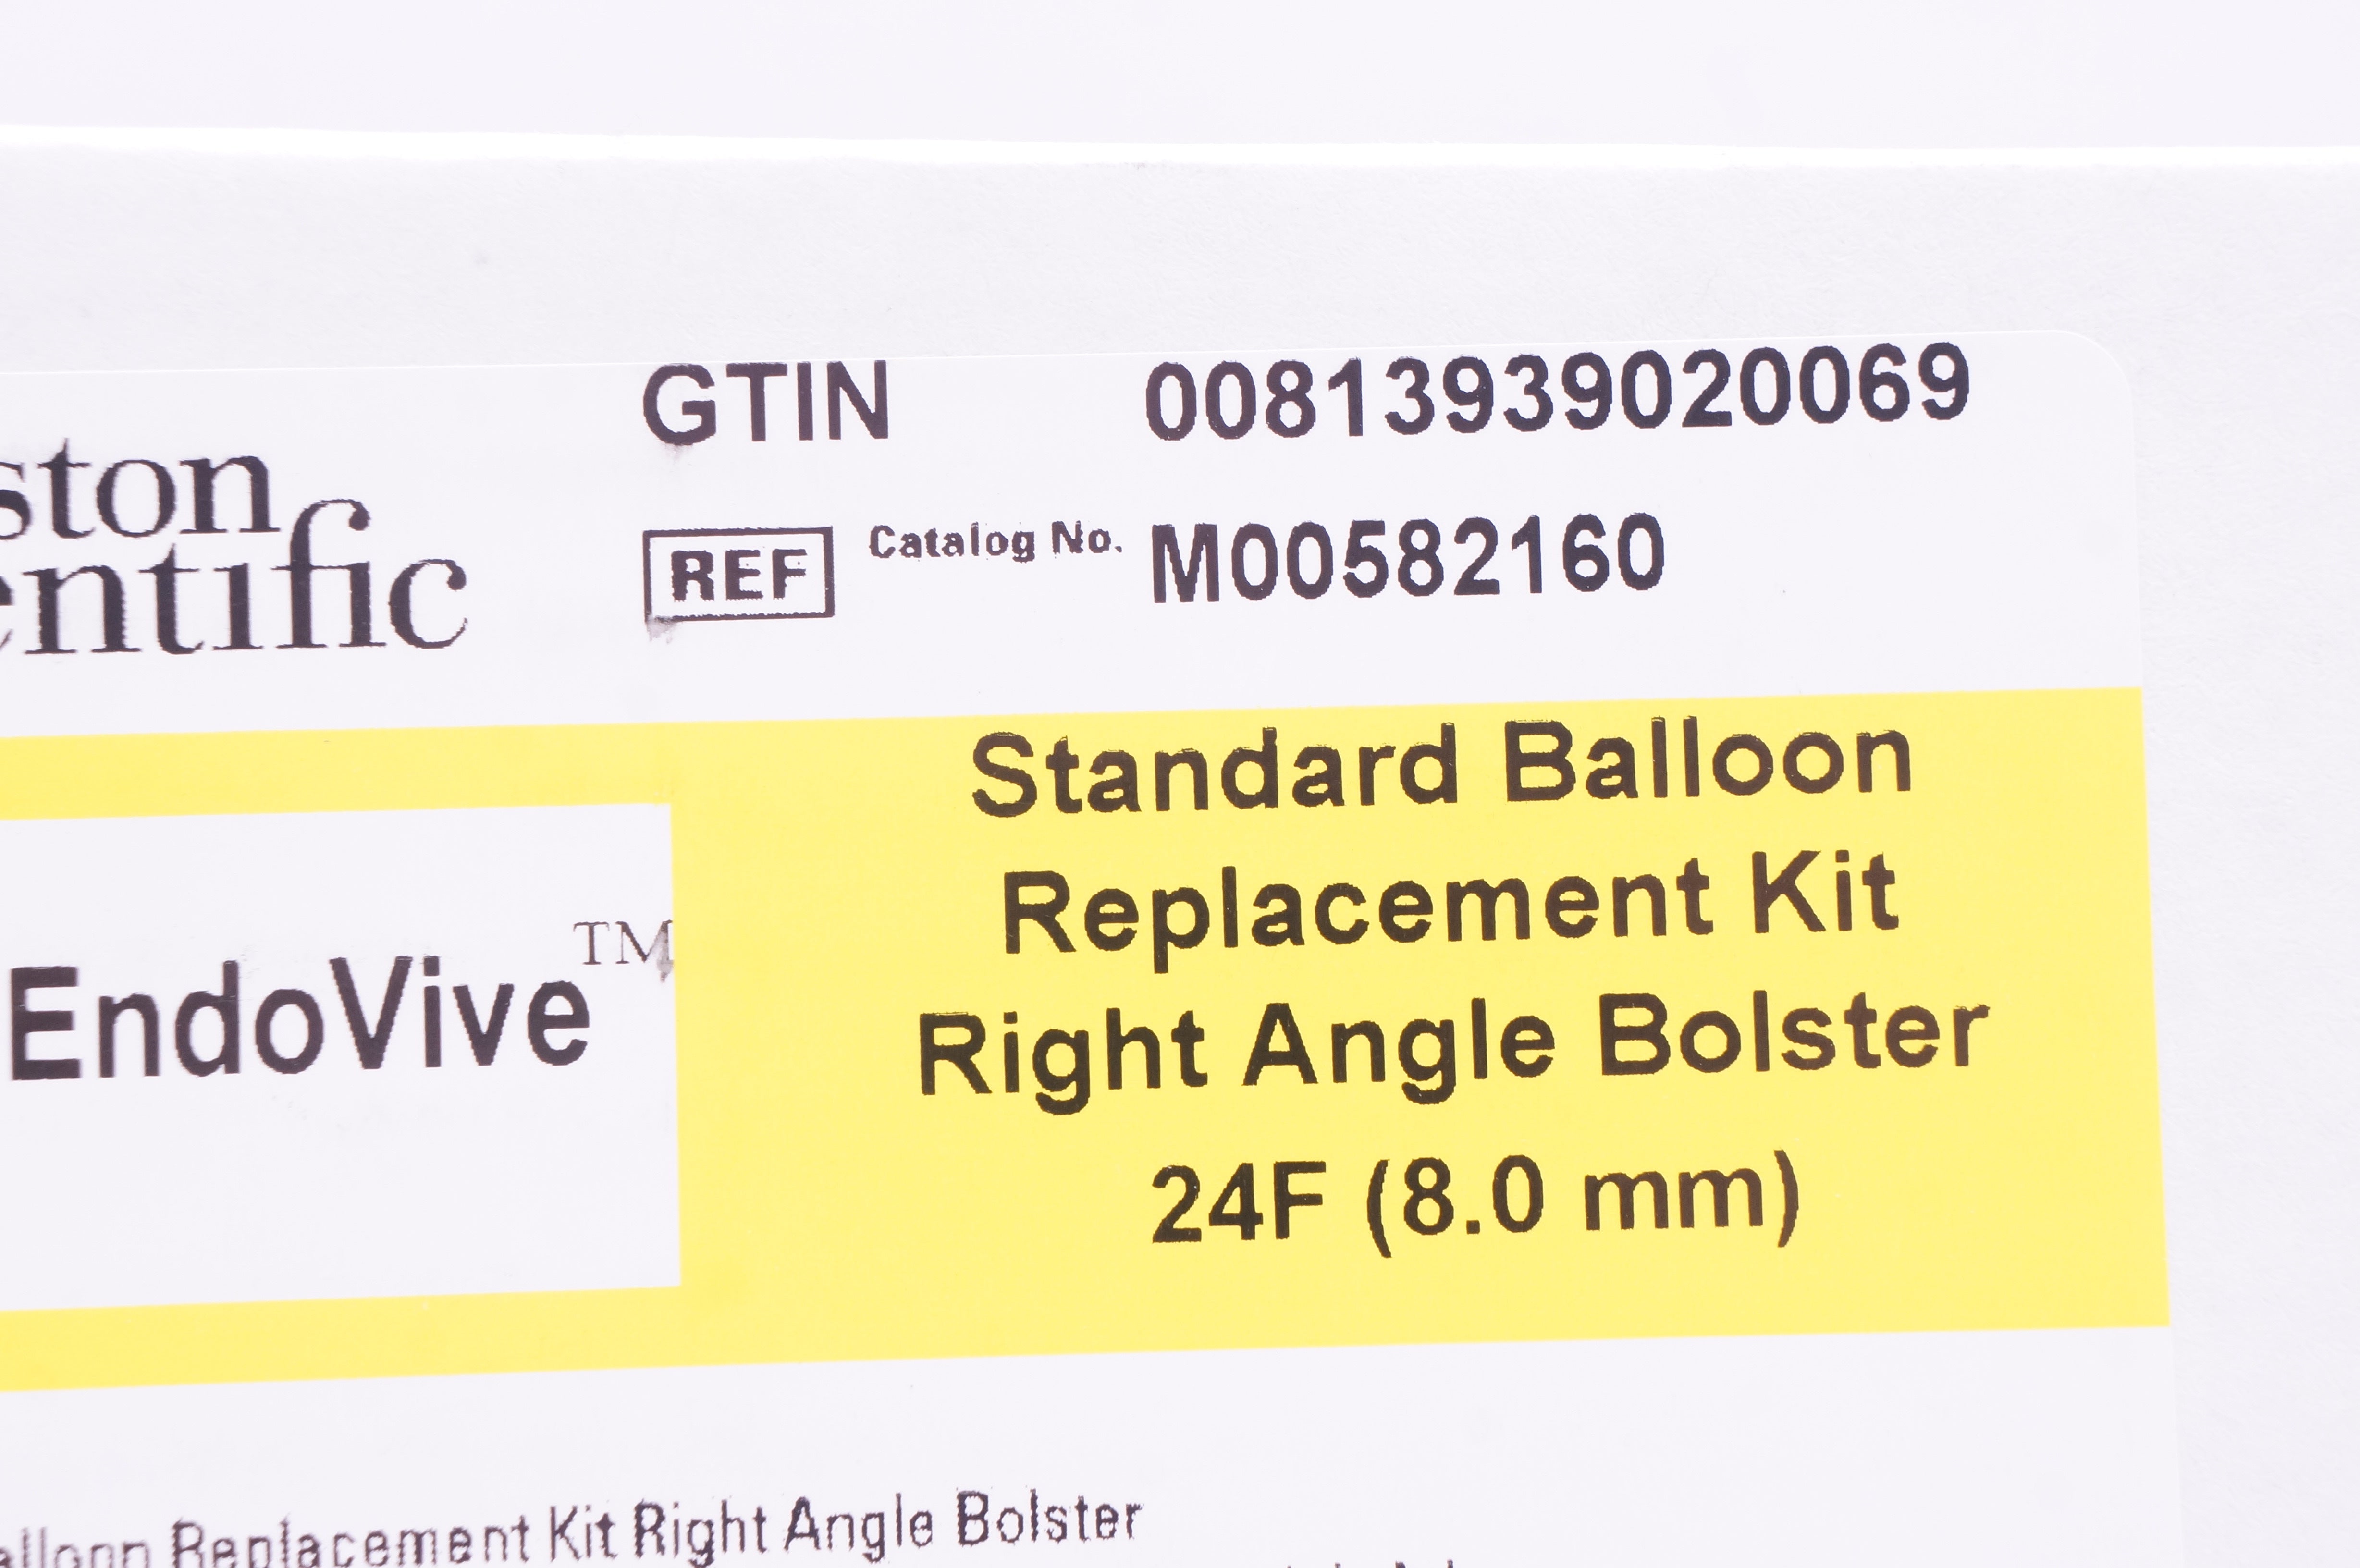 GTIN 00813939020069
ston
entific
REF Catalog No. M00582160
Standard Balloon
Replacement Kit
Right Angle Bolster
24F (8.0 mm)
EndoVive™
alloon Replacement Kit Right Angle Bolster